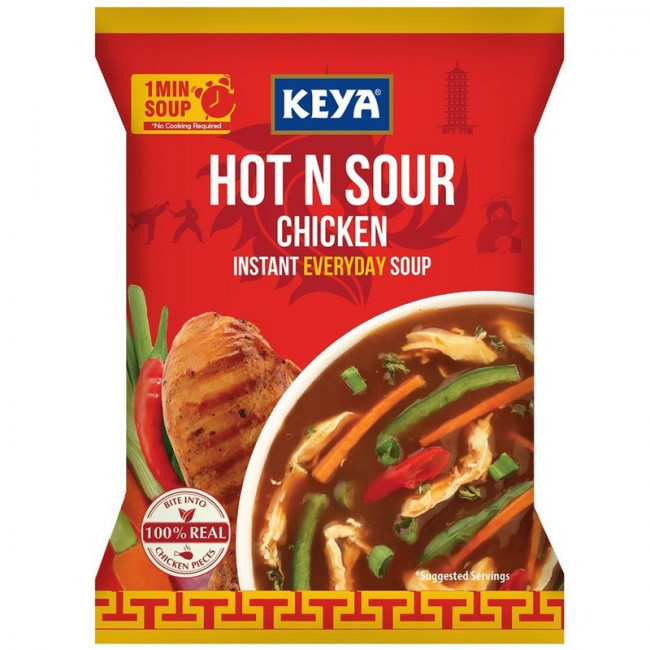 1 MIN
SOUP
*No Cooking Required
KEYA®
HOT N SOUR
CHICKEN
INSTANT EVERYDAY SOUP
BITE INTO
100% REAL
CHICKEN PIECES
*Suggested Servings